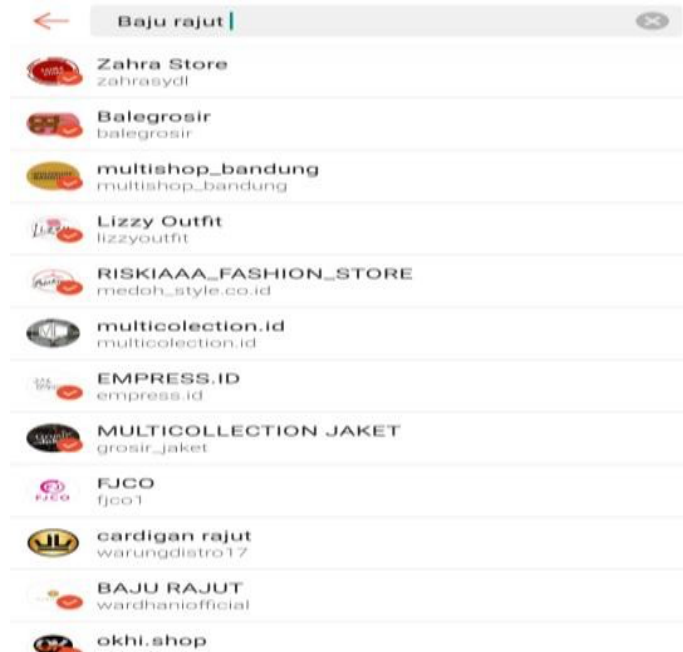 Baju rajut
Zahra Store
zahrasydl
Balegrosir
balegrosir
multishop_bandung
multishop_bandung
Lizzy Outfit
lizzyoutfit
RISKIAAA_FASHION_STORE
medoh_style.co.id
multicolection.id
multicolection.id
EMPRESS.ID
empress.id
MULTICOLLECTION JAKET
grosir_jaket
FJCO
FJCO
fjco1
cardigan rajut
warungdistro17
BAJU RAJUT
wardhaniofficial
okhi.shop